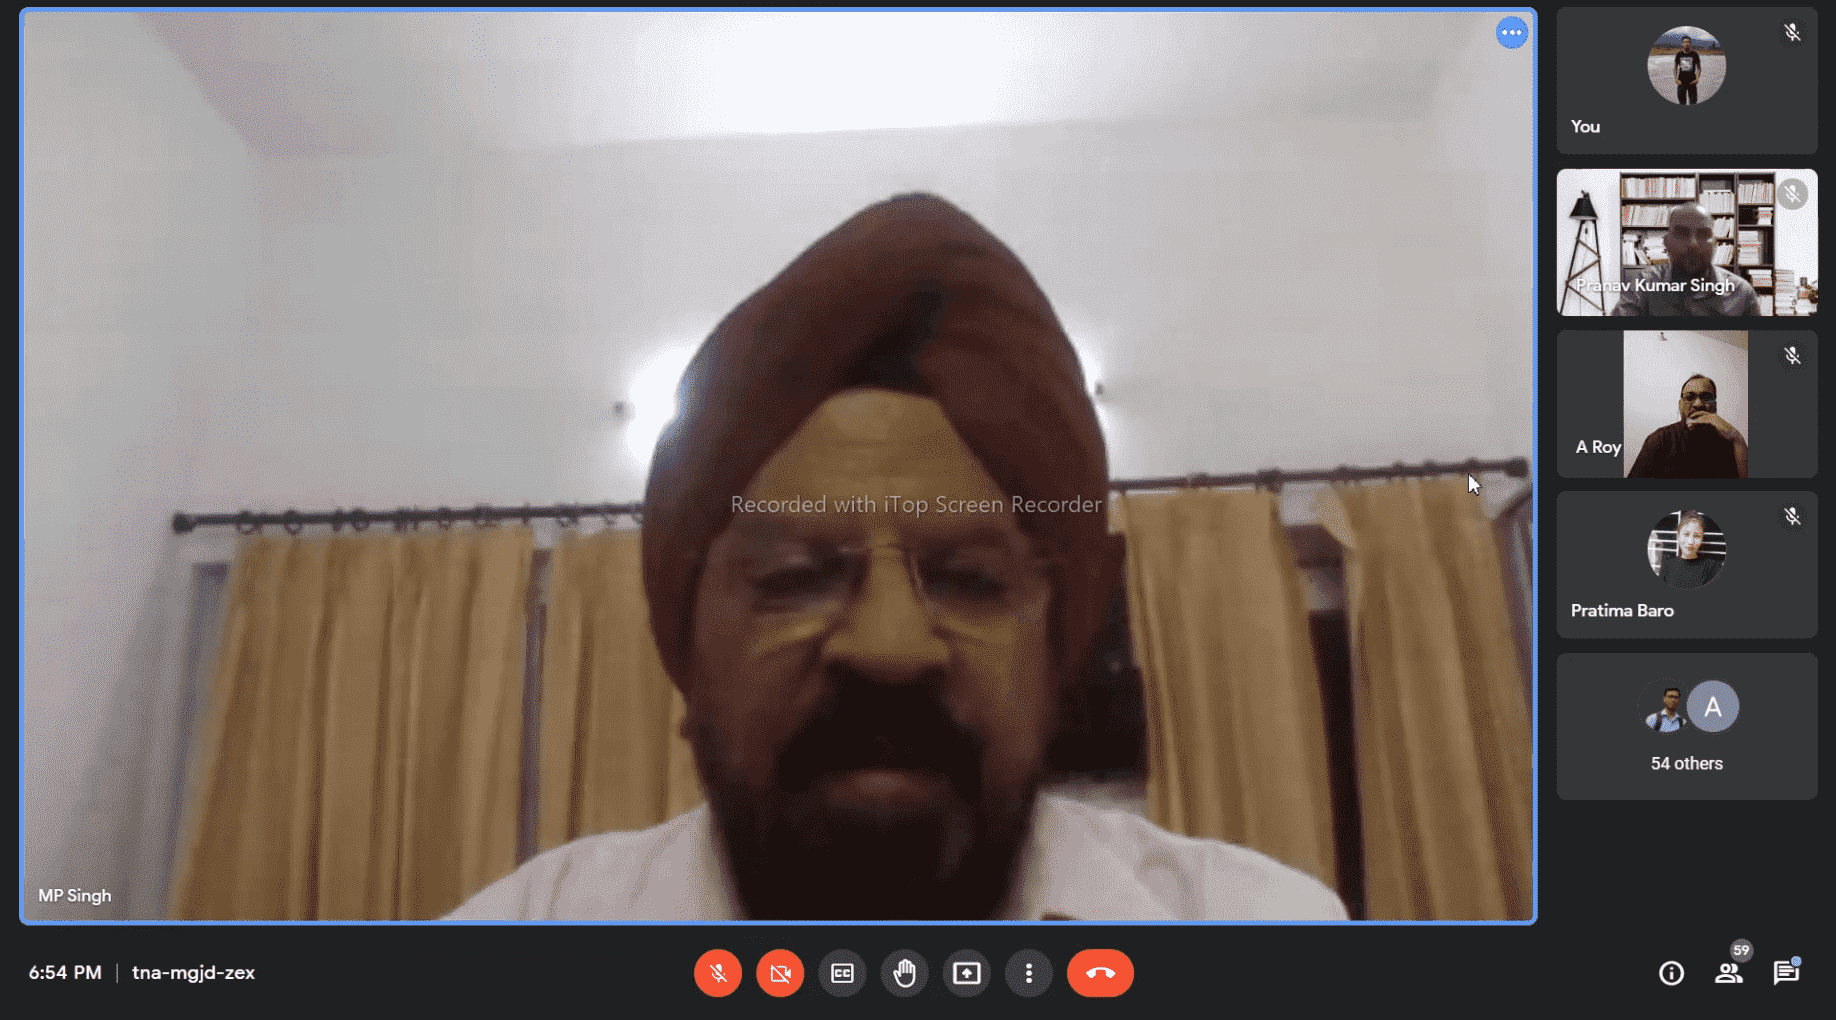 You
Pranav Kumar Singh
A Roy
Pratima Baro
A
54 others
Recorded with iTop Screen Recorder
MP Singh
6:54 PM | tna-mgjd-zex
CC
59